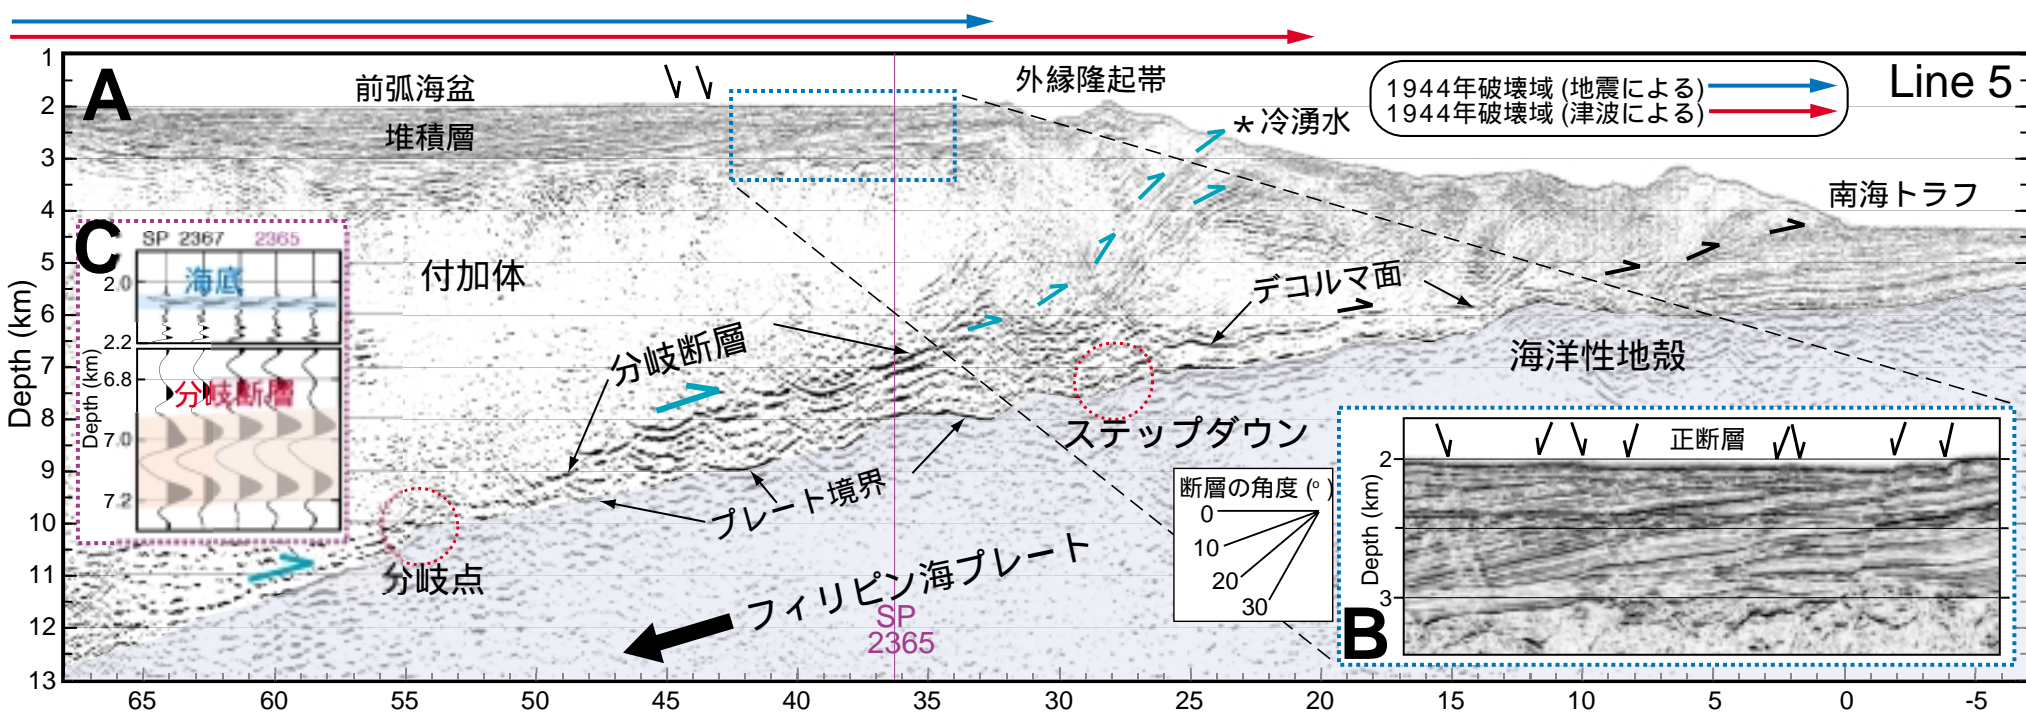 A
前弧海盆
堆積層
外縁隆起帯
*冷湧水
1944年破壊域 (地震による)
1944年破壊域 (津波による)
Line 5
南海トラフ
付加体
分岐断層
デコルマ面
海洋性地殻
ステップダウン
プレート境界
分岐点
フィリピン海プレート
SP
2365
Depth (km)
1
2
3
4
5
6
7
8
9
10
11
12
13
65
60
55
50
45
40
35
30
25
20
15
10
5
0
-5
C
SP 2367 2365
海底
2.0
2.2
2.2
Depth (km)
6.8
分岐断層
7.0
7.2
断層の角度 (°)
0
10
20
30
B
正断層
Depth (km)
2
3